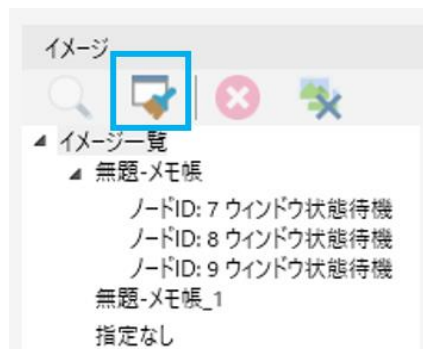 イメージ
イメージ一覧
無題-メモ帳
ノードID: 7 ウィンドウ状態待機
ノードID: 8 ウィンドウ状態待機
ノードID: 9 ウィンドウ状態待機
無題-メモ帳_1
指定なし